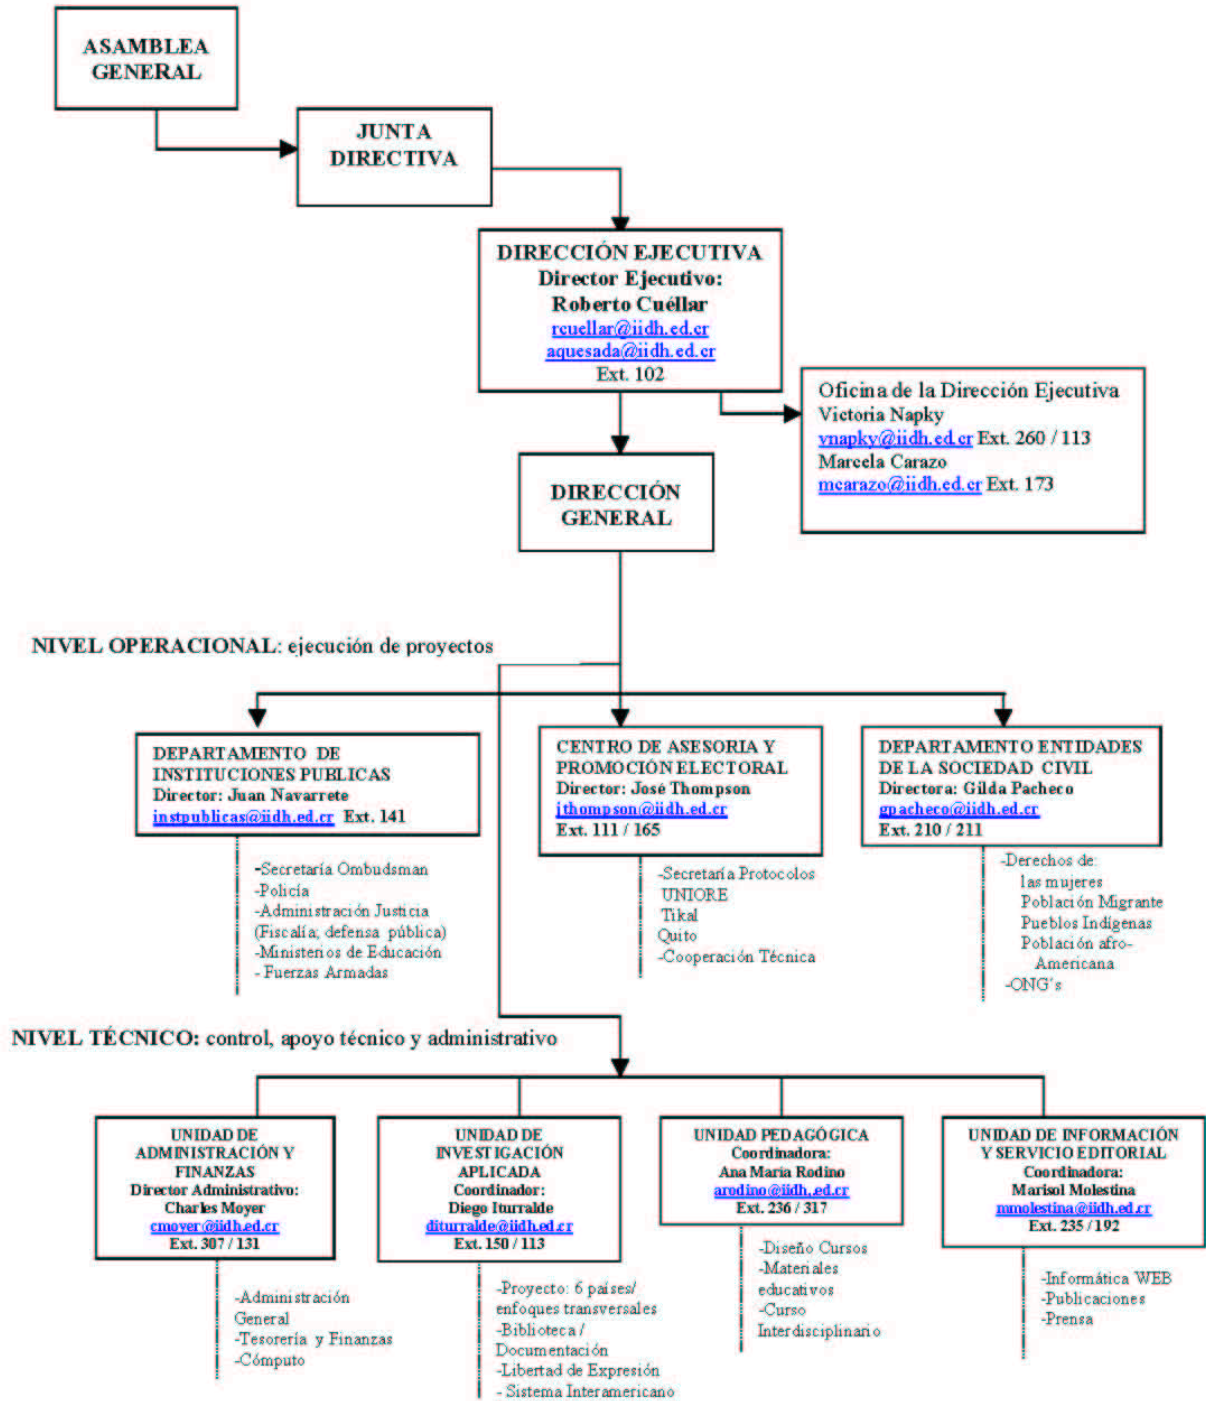 ASAMBLEA
GENERAL
JUNTA
DIRECTIVA
DIRECCIÓN EJECUTIVA
Director Ejecutivo:
Roberto Cuéllar
rcuellar@iidh.ed.cr
aquesada@iidh.ed.cr
Ext. 102
Oficina de la Dirección Ejecutiva
Victoria Napky
vnapky@iidh.ed.cr Ext. 260 / 113
Marcela Carazo
mcarazo@iidh.ed.cr Ext. 173
DIRECCIÓN
GENERAL
NIVEL OPERACIONAL: ejecución de proyectos
DEPARTAMENTO DE
INSTITUCIONES PUBLICAS
Director: Juan Navarrete
instpublicas@iidh.ed.cr Ext. 141
-Secretaría Ombudsman
-Policía
-Administración Justicia
(Fiscalía; defensa pública)
-Ministerios de Educación
- Fuerzas Armadas
CENTRO DE ASESORIA Y
PROMOCIÓN ELECTORAL
Director: José Thompson
jthompson@iidh.ed.cr
Ext. 111 / 165
-Secretaría Protocolos
UNIORE
Tikal
Quito
-Cooperación Técnica
DEPARTAMENTO ENTIDADES
DE LA SOCIEDAD CIVIL
Directora: Gilda Pacheco
gpacheco@iidh.ed.cr
Ext. 210 / 211
-Derechos de:
las mujeres
Población Migrante
Pueblos Indígenas
Población afro-
Americana
-ONG´s
NIVEL TÉCNICO: control, apoyo técnico y administrativo
UNIDAD DE
ADMINISTRACIÓN Y
FINANZAS
Director Administrativo:
Charles Moyer
cmoyer@iidh.ed.cr
Ext. 307 / 131
-Administración
General
-Tesorería y Finanzas
-Cómputo
UNIDAD DE
INVESTIGACIÓN
APLICADA
Coordinador:
Diego Iturralde
diturralde@iidh.ed.cr
Ext. 150 / 113
-Proyecto: 6 países/
enfoques transversales
-Biblioteca /
Documentación
-Libertad de Expresión
- Sistema Interamericano
UNIDAD PEDAGÓGICA
Coordinadora:
Ana María Rodino
arodino@iidh,.ed.cr
Ext. 236 / 317
-Diseño Cursos
-Materiales
educativos
-Curso
Interdisciplinario
UNIDAD DE INFORMACIÓN
Y SERVICIO EDITORIAL
Coordinadora:
Marisol Molestina
mmolestina@iidh.ed.cr
Ext. 235 / 192
-Informática WEB
-Publicaciones
-Prensa